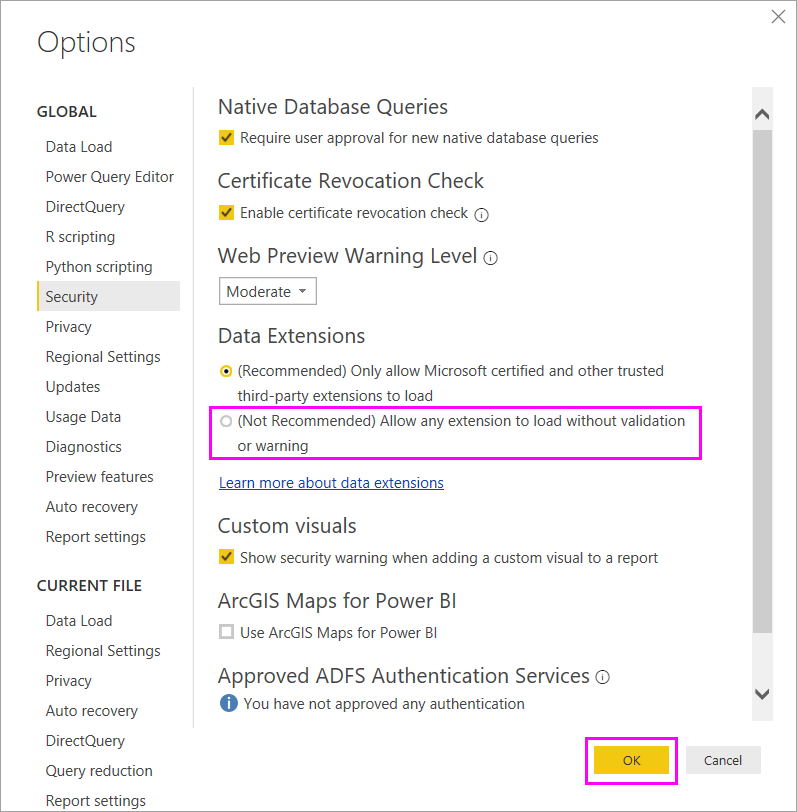 Options
GLOBAL
Data Load
Power Query Editor
DirectQuery
R scripting
Python scripting
Security
Privacy
Regional Settings
Updates
Usage Data
Diagnostics
Preview features
Auto recovery
Report settings
CURRENT FILE
Data Load
Regional Settings
Privacy
Auto recovery
DirectQuery
Query reduction
Report settings
Native Database Queries
Require user approval for new native database queries
Certificate Revocation Check
Enable certificate revocation check
Web Preview Warning Level
Moderate
Data Extensions
(Recommended) Only allow Microsoft certified and other trusted
third-party extensions to load
(Not Recommended) Allow any extension to load without validation
or warning
Learn more about data extensions
Custom visuals
Show security warning when adding a custom visual to a report
ArcGIS Maps for Power BI
Use ArcGIS Maps for Power BI
Approved ADFS Authentication Services
You have not approved any authentication
OK
Cancel